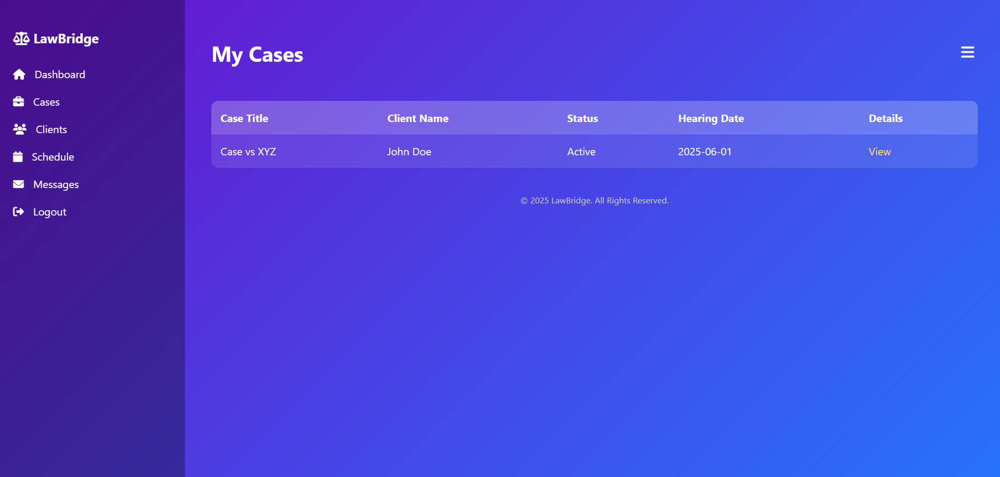 LawBridge
Dashboard
Cases
Clients
Schedule
Messages
Logout
My Cases
Case Title Client Name Status Hearing Date Details
Case vs XYZ John Doe Active 2025-06-01 View
© 2025 LawBridge. All Rights Reserved.